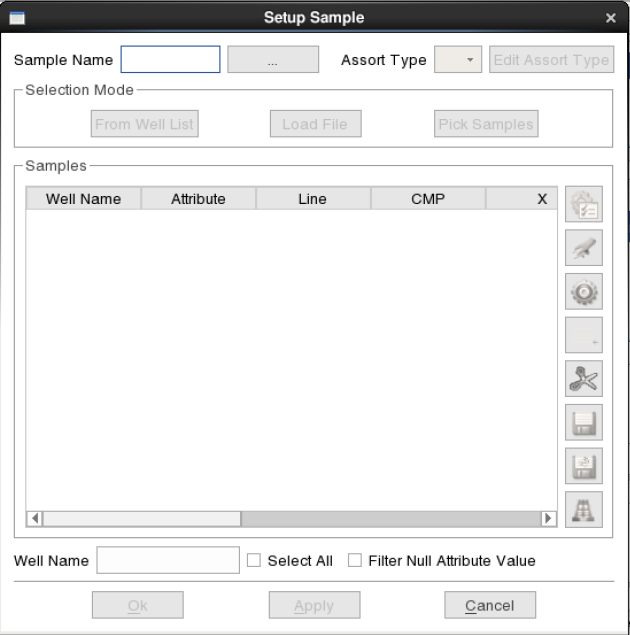 Setup Sample
Sample Name ... Assort Type Edit Assort Type
Selection Mode
From Well List Load File Pick Samples
Samples
Well Name Attribute Line CMP X
Well Name Select All Filter Null Attribute Value
Ok Apply Cancel